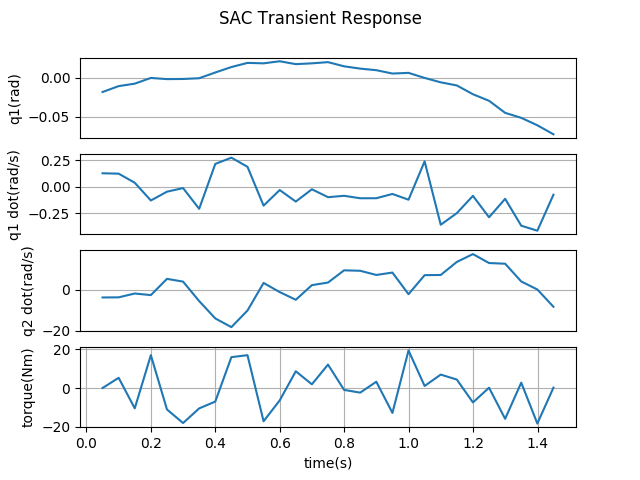 SAC Transient Response
q1(rad)
0.00
−0.05
q1 dot(rad/s)
0.25
0.00
−0.25
q2 dot(rad/s)
0
−20
torque(Nm)
20
0
−20
0.0 0.2 0.4 0.6 0.8 1.0 1.2 1.4
time(s)